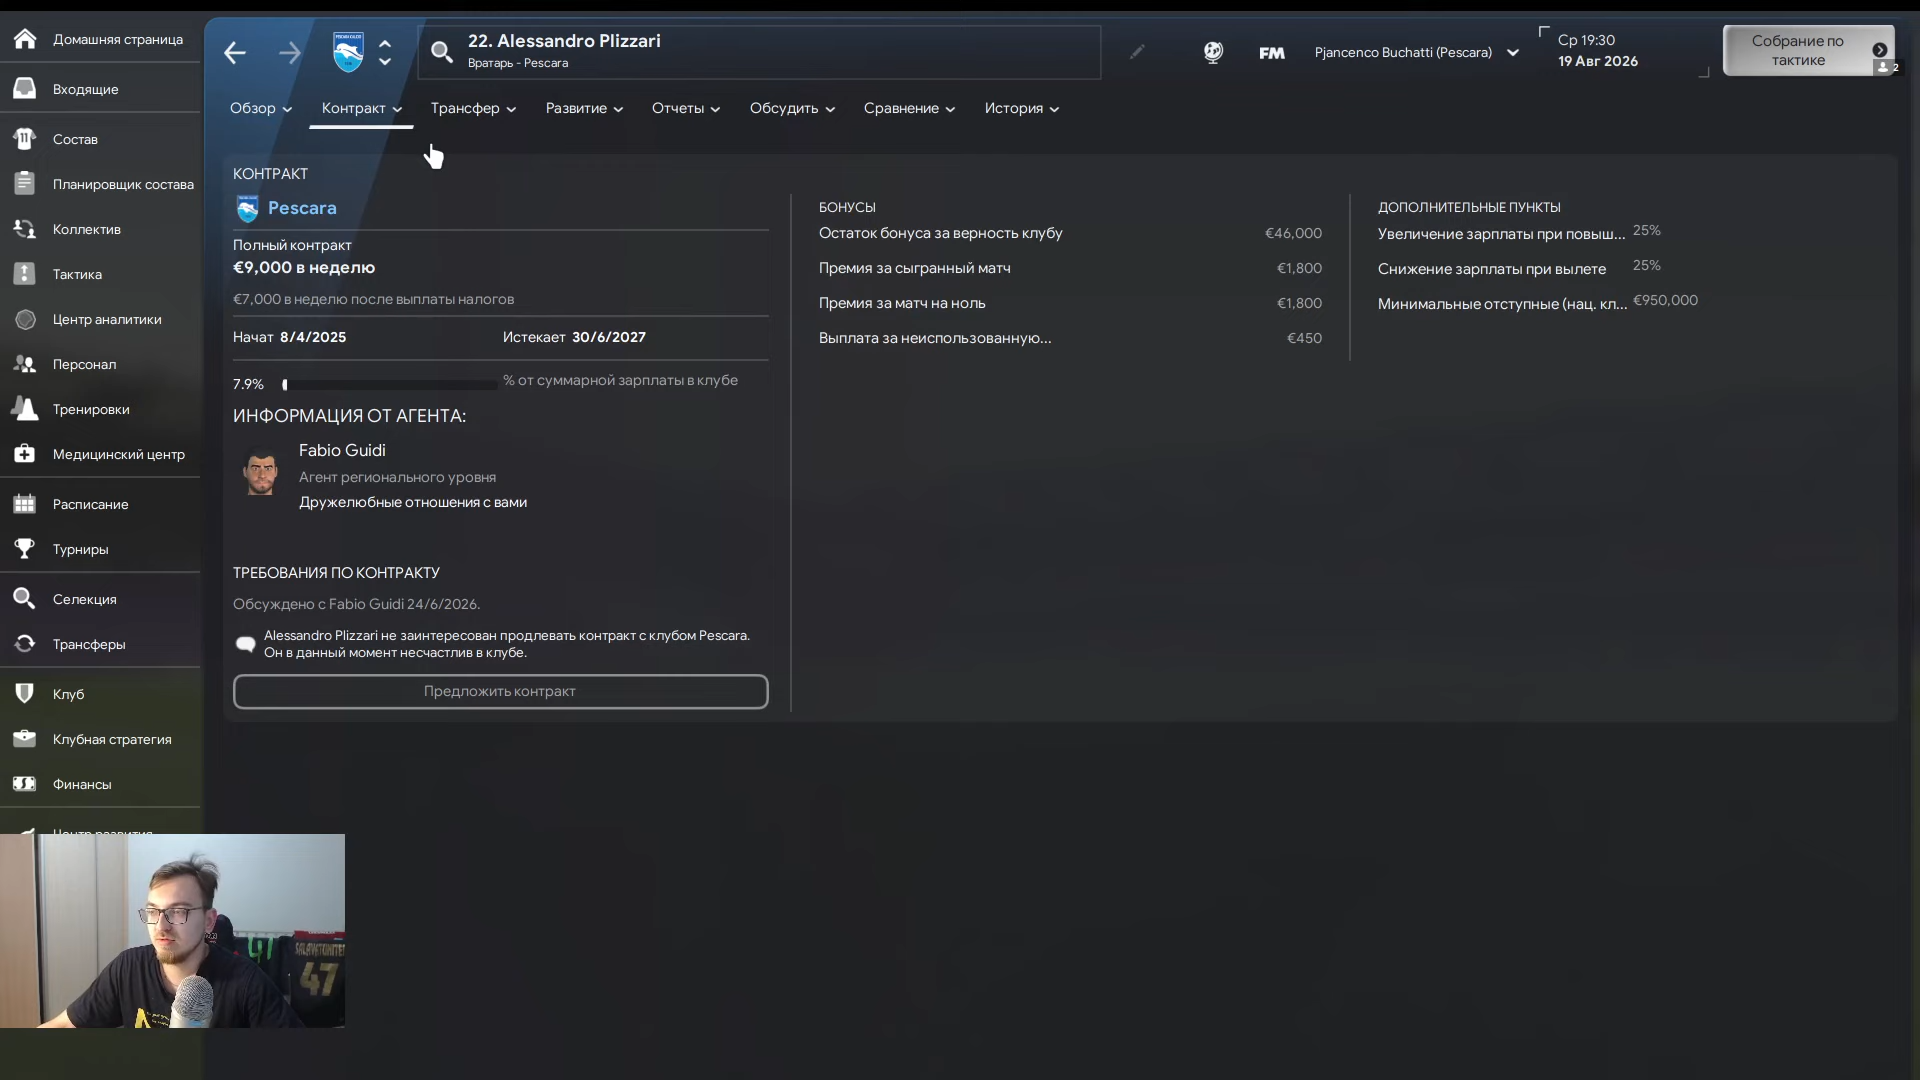 Домашняя страница
Входящие
Состав
Планировщик состава
Коллектив
Тактика
Центр аналитики
Персонал
Тренировки
Медицинский центр
Расписание
Турниры
Селекция
Трансферы
Клуб
Клубная стратегия
Финансы
22. Alessandro Plizzari
Вратарь - Pescara
FM
Pjancenco Buchatti (Pescara)
Ср 19:30
19 Авг 2026
Собрание по
тактике
2
Обзор
Контракт
Трансфер
Развитие
Отчеты
Обсудить
Сравнение
История
КОНТРАКТ
Pescara
Полный контракт
€9,000 в неделю
€7,000 в неделю после выплаты налогов
Начат 8/4/2025
Истекает 30/6/2027
7.9%
% от суммарной зарплаты в клубе
ИНФОРМАЦИЯ ОТ АГЕНТА:
Fabio Guidi
Агент регионального уровня
Дружелюбные отношения с вами
ТРЕБОВАНИЯ ПО КОНТРАКТУ
Обсуждено с Fabio Guidi 24/6/2026.
Alessandro Plizzari не заинтересован продлевать контракт с клубом Pescara.
Он в данный момент несчастлив в клубе.
Предложить контракт
БОНУСЫ
Остаток бонуса за верность клубу €46,000
Премия за сыгранный матч €1,800
Премия за матч на ноль €1,800
Выплата за неиспользованную... €450
ДОПОЛНИТЕЛЬНЫЕ ПУНКТЫ
Увеличение зарплаты при повыш... 25%
Снижение зарплаты при вылете 25%
Минимальные отступные (нац. кл... €950,000
47